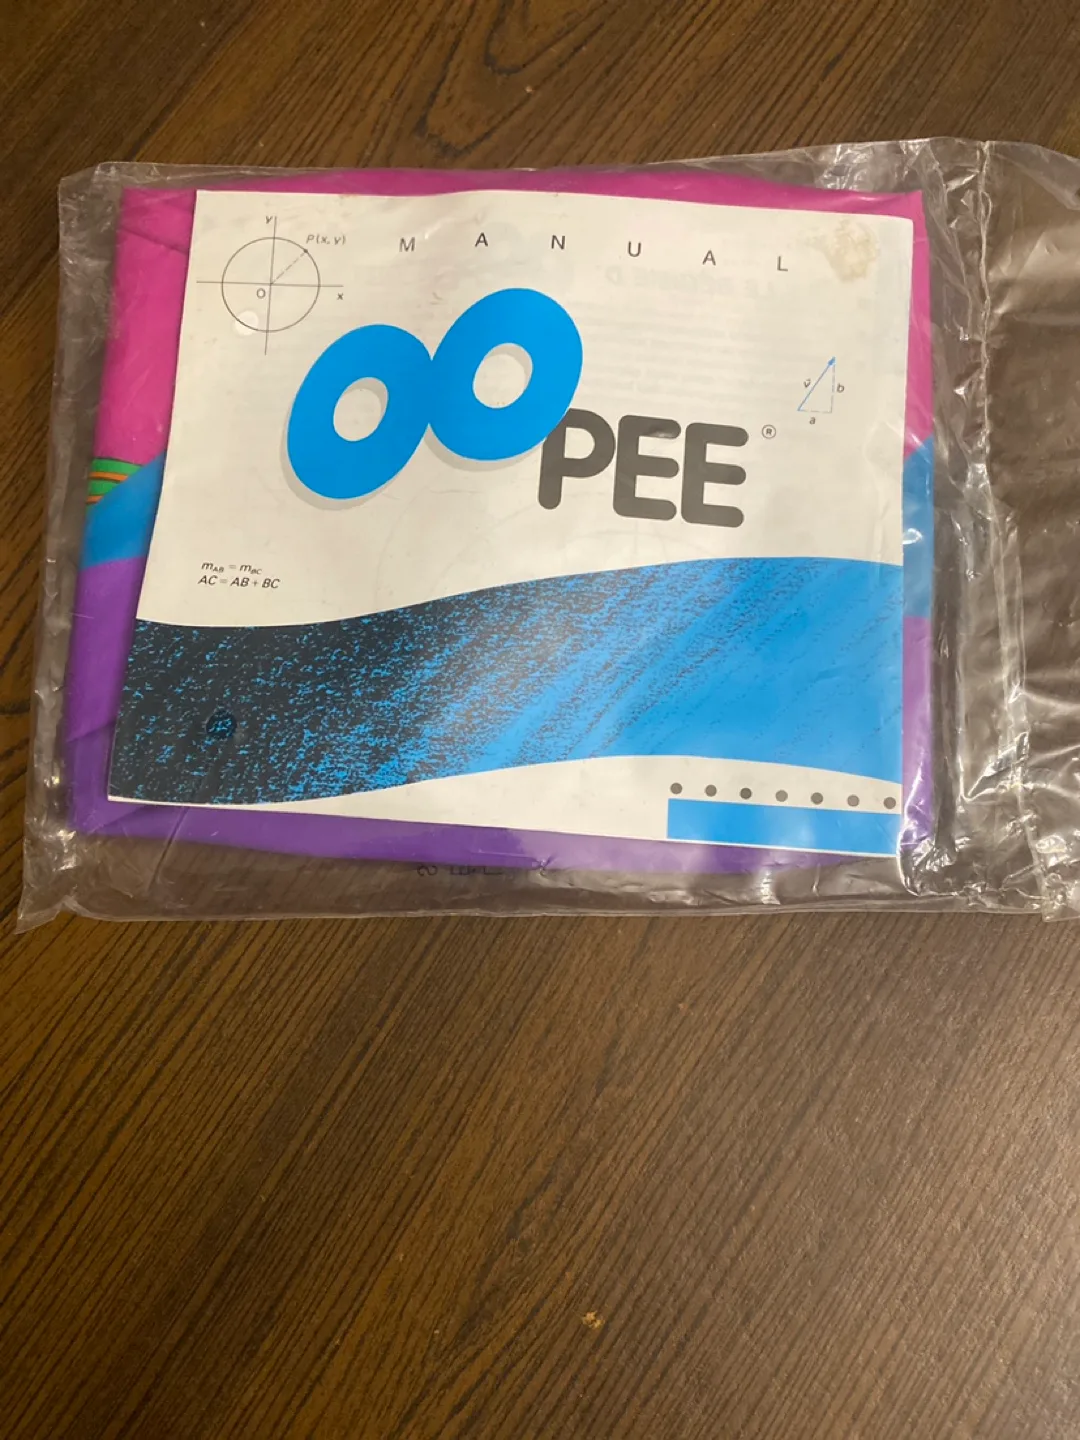 MANUAL
y
P(x, y)
O
x
OOPEE®
v
b
a
mAB = mBC
AC = AB + BC